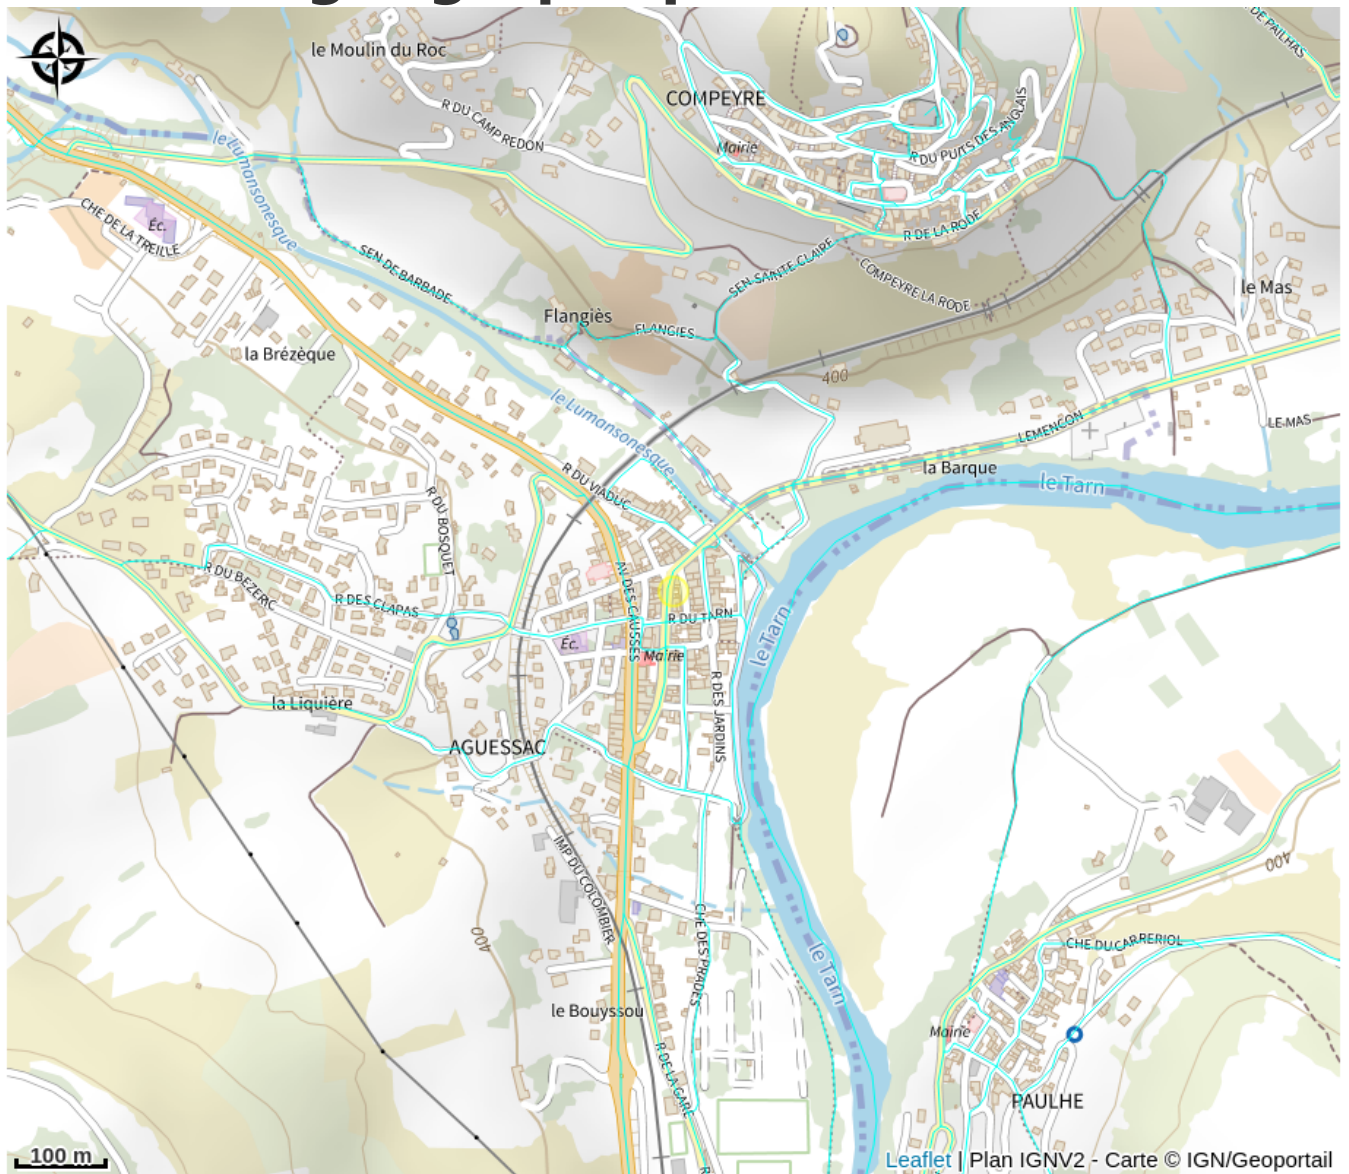 DE PAILHAS
le Moulin du Roc
COMPEYRE
R DU CAMPREDON
R DU PUITS DES ANGLAIS
Mairie
le Lumansonesque
Éc.
CHE DE LA TREILLE
R DE LA RODE
SEN SAINTE CLAIRE
SEN DE BARBADE
COMPEYRE LA RODE
le Mas
Flangiès
FLANGIES
la Brézèque
400
le Lumansonesque
LEMENCON
LE MAS
la Barque
R DU VIADUC
le Tarn
R DU BOSQUET
R DU BEZERIC
R DES CLAPAS
AV DES CAUSSES
R DU TARN
le Tarn
Éc.
Mairie
R DES JARDINS
la Liquière
AGUESSAC
IMP DU COLOMBIER
400
400
CHE DES PRADES
CHE DU CARRERIOL
le Tarn
le Bouyssou
Mairie
R DE LA GARE
PAULHE
100 m
R
Leaflet | Plan IGNV2 - Carte © IGN/Geoportail